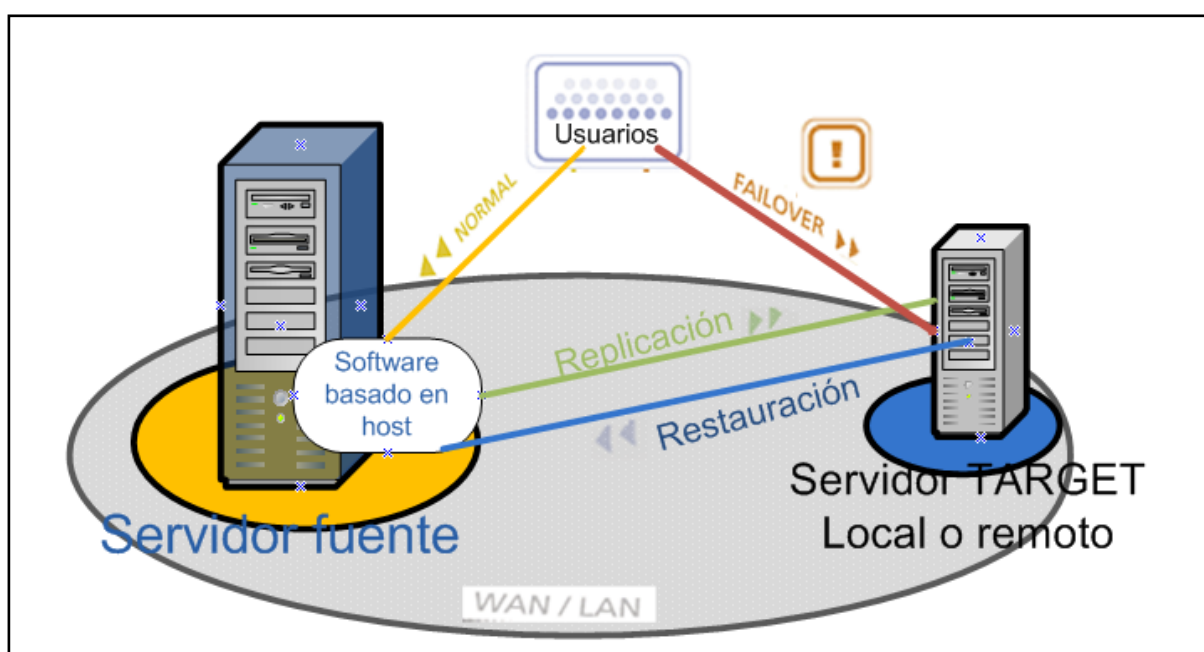 Usuarios
NORMAL
FAILOVER
!
Replicación
Software
basado en
host
Restauración
Servidor TARGET
Local o remoto
Servidor fuente
WAN / LAN